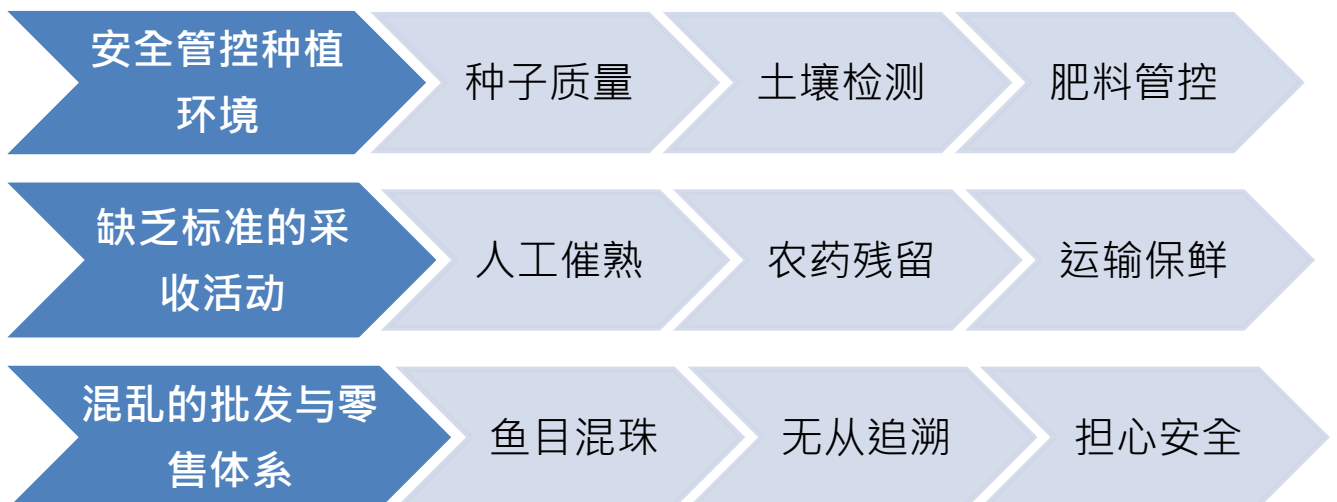 安全管控种植
环境
种子质量
土壤检测
肥料管控
缺乏标准的采
收活动
人工催熟
农药残留
运输保鲜
混乱的批发与零
售体系
鱼目混珠
无从追溯
担心安全